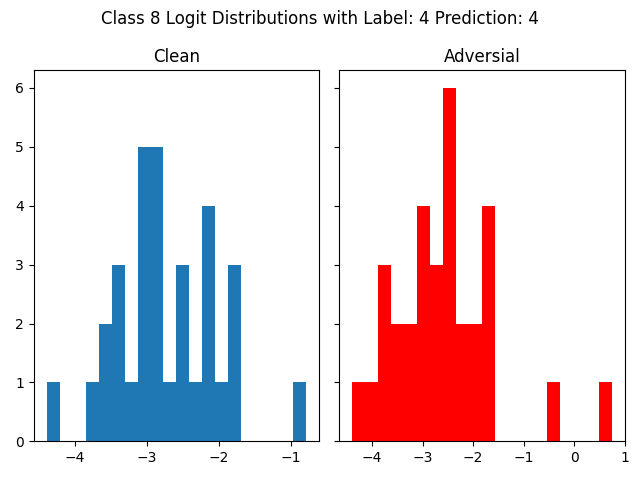 Class 8 Logit Distributions with Label: 4 Prediction: 4
Clean
Adversial
6
5
4
3
2
1
0
−4 −3 −2 −1
−4 −3 −2 −1 0 1